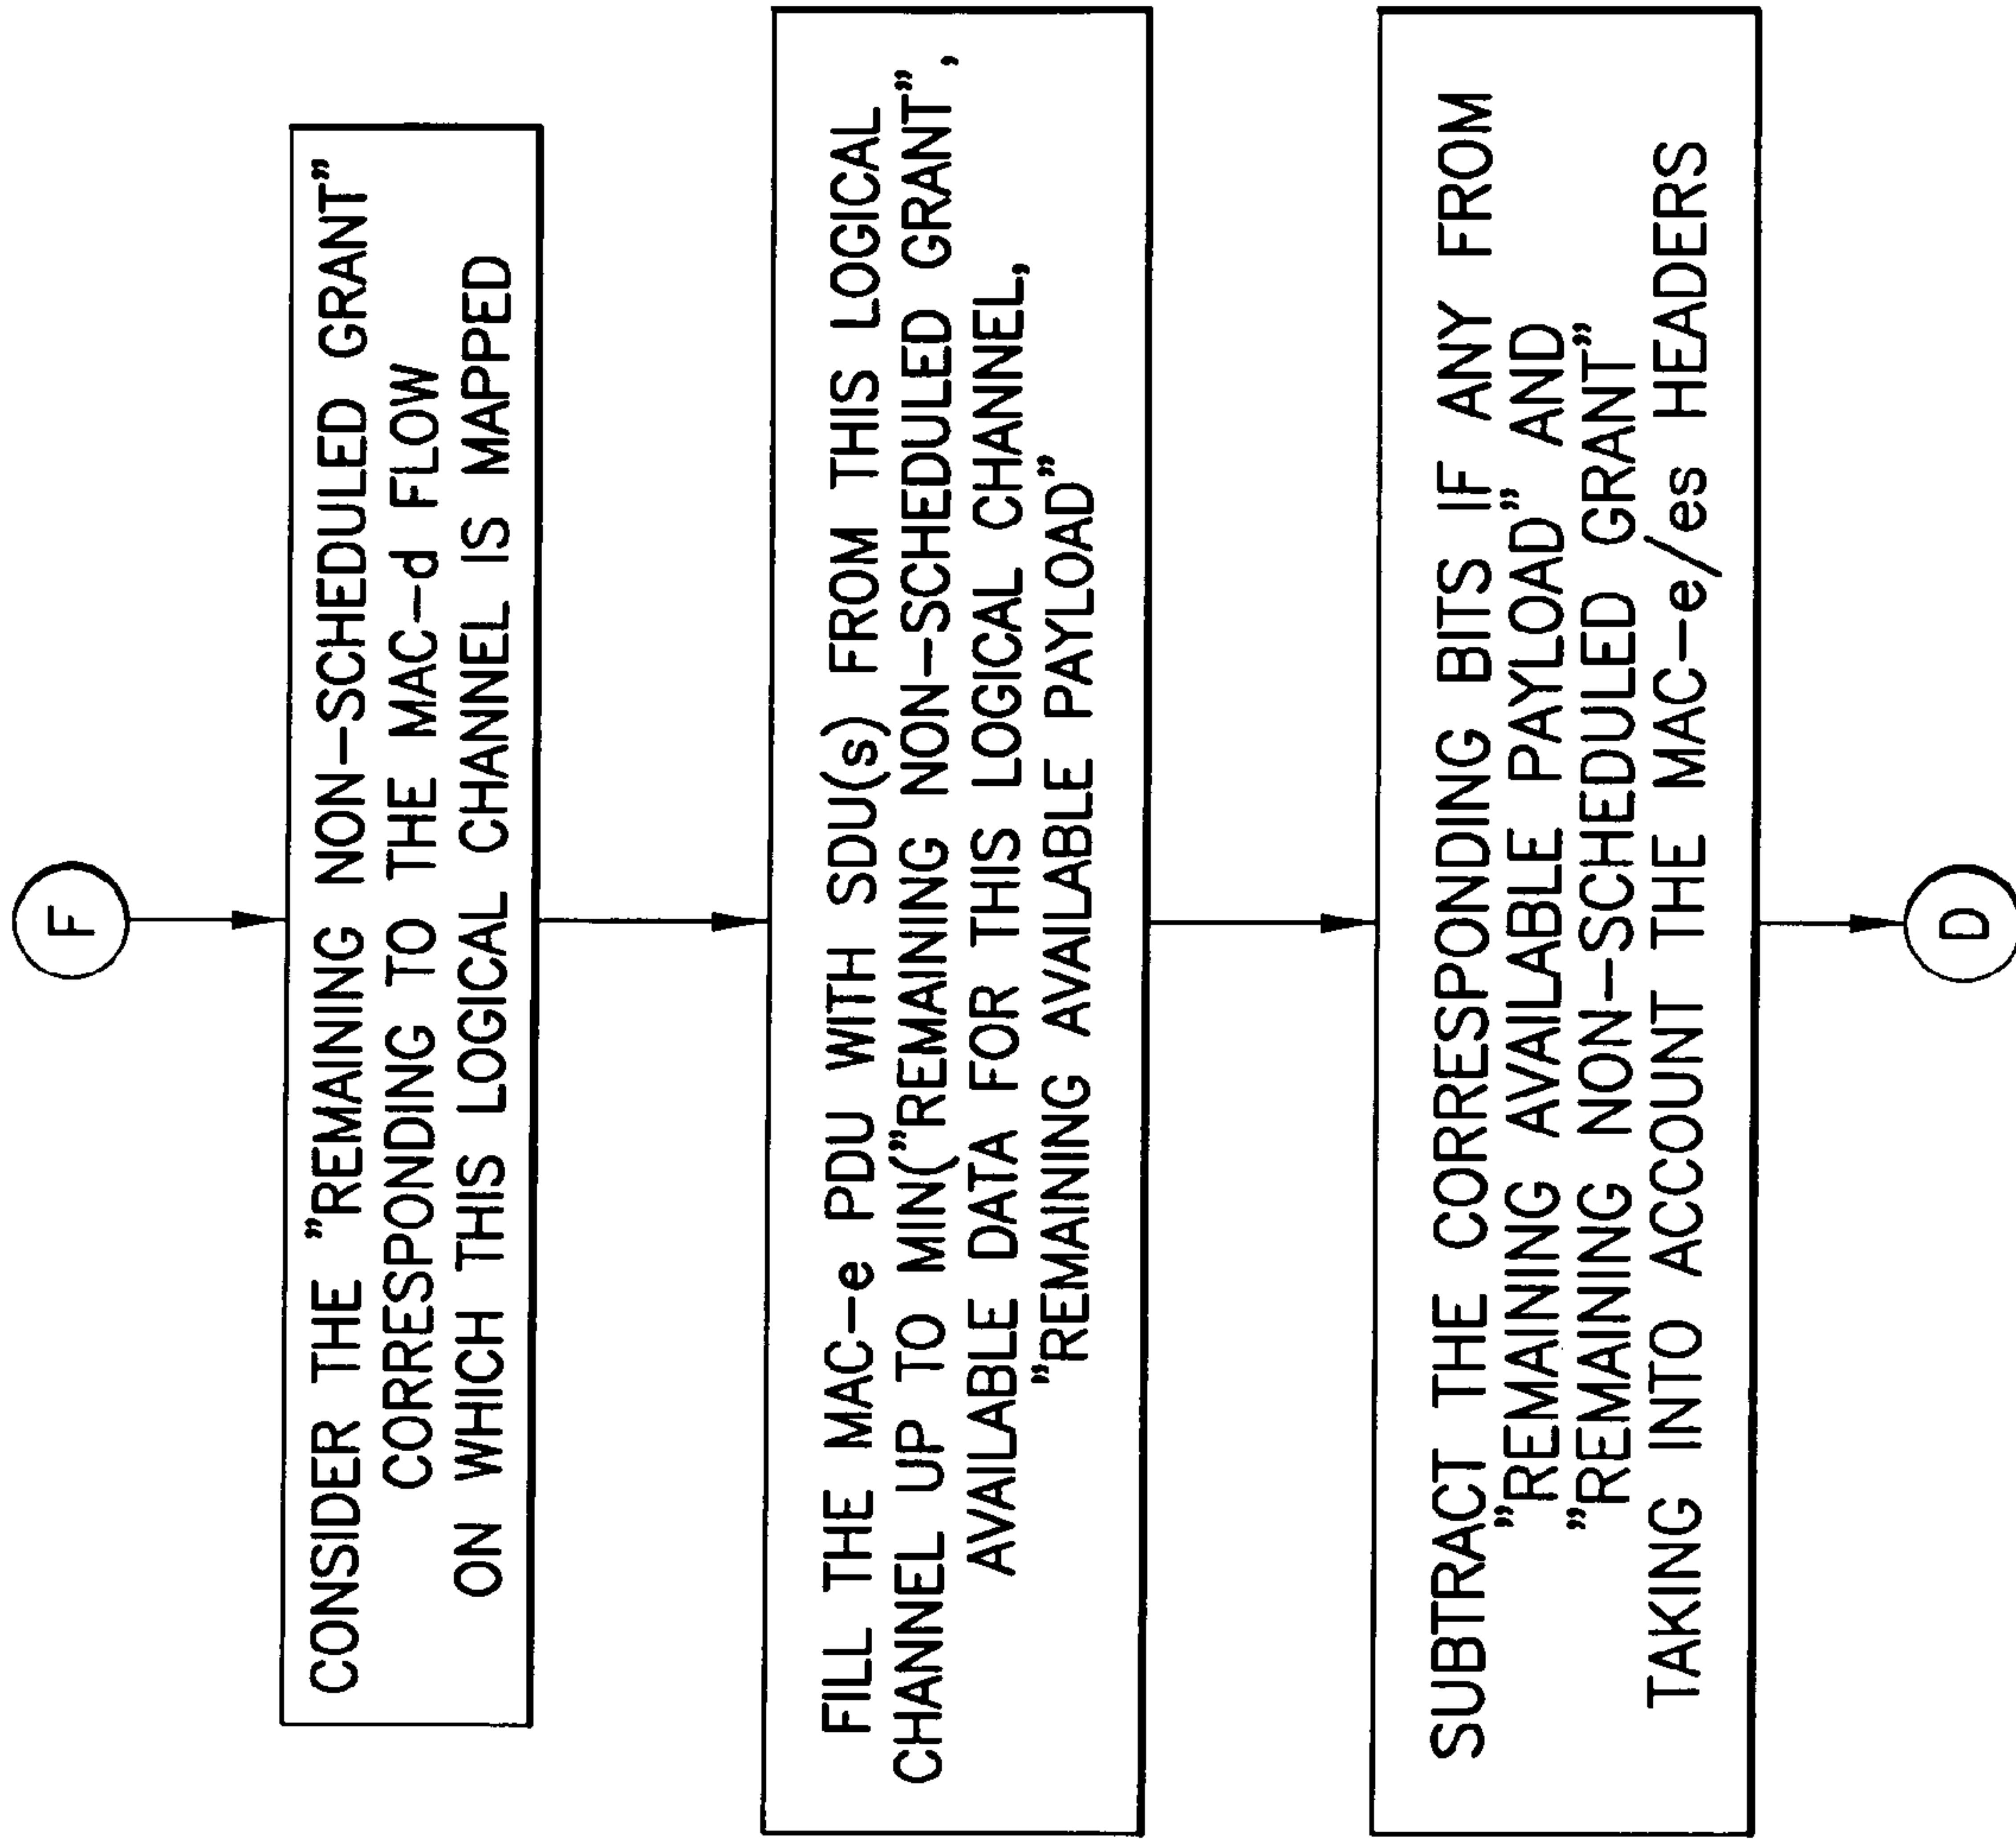 F
CONSIDER THE "REMAINING NON-SCHEDULED GRANT"
CORRESPONDING TO THE MAC-d FLOW
ON WHICH THIS LOGICAL CHANNEL IS MAPPED
FILL THE MAC-e PDU WITH SDU(s) FROM THIS LOGICAL
CHANNEL UP TO MIN("REMAINING NON-SCHEDULED GRANT",
AVAILABLE DATA FOR THIS LOGICAL CHANNEL,
"REMAINING AVAILABLE PAYLOAD"
SUBTRACT THE CORRESPONDING BITS IF ANY FROM
"REMAINING AVAILABLE PAYLOAD" AND
"REMAINING NON-SCHEDULED GRANT"
TAKING INTO ACCOUNT THE MAC-e/es HEADERS
D